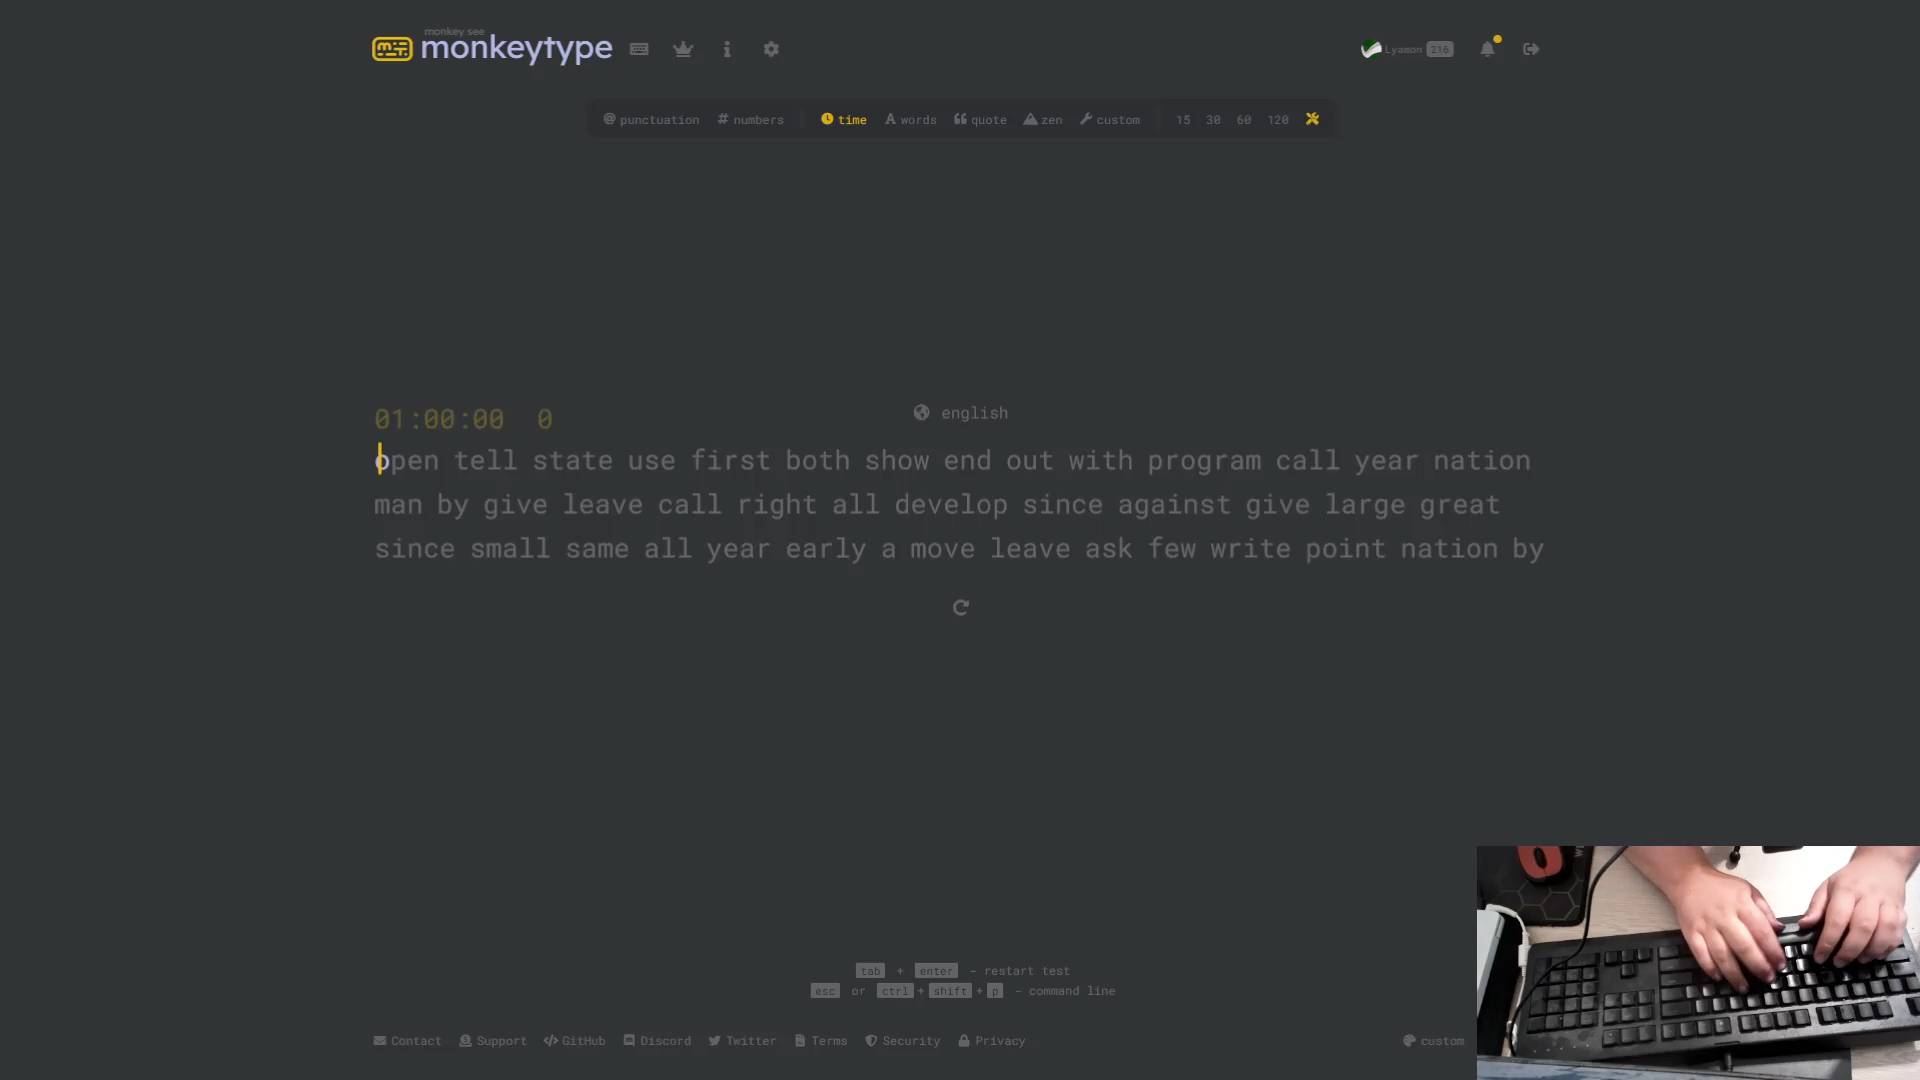 monkey see
monkeytype
Lyamon 216
@ punctuation # numbers time A words quote zen custom 15 30 60 120
01:00:00 0
english
open tell state use first both show end out with program call year nation
man by give leave call right all develop since against give large great
since small same all year early a move leave ask few write point nation by
tab + enter - restart test
esc or ctrl + shift + p - command line
Contact Support GitHub Discord Twitter Terms Security Privacy
custom